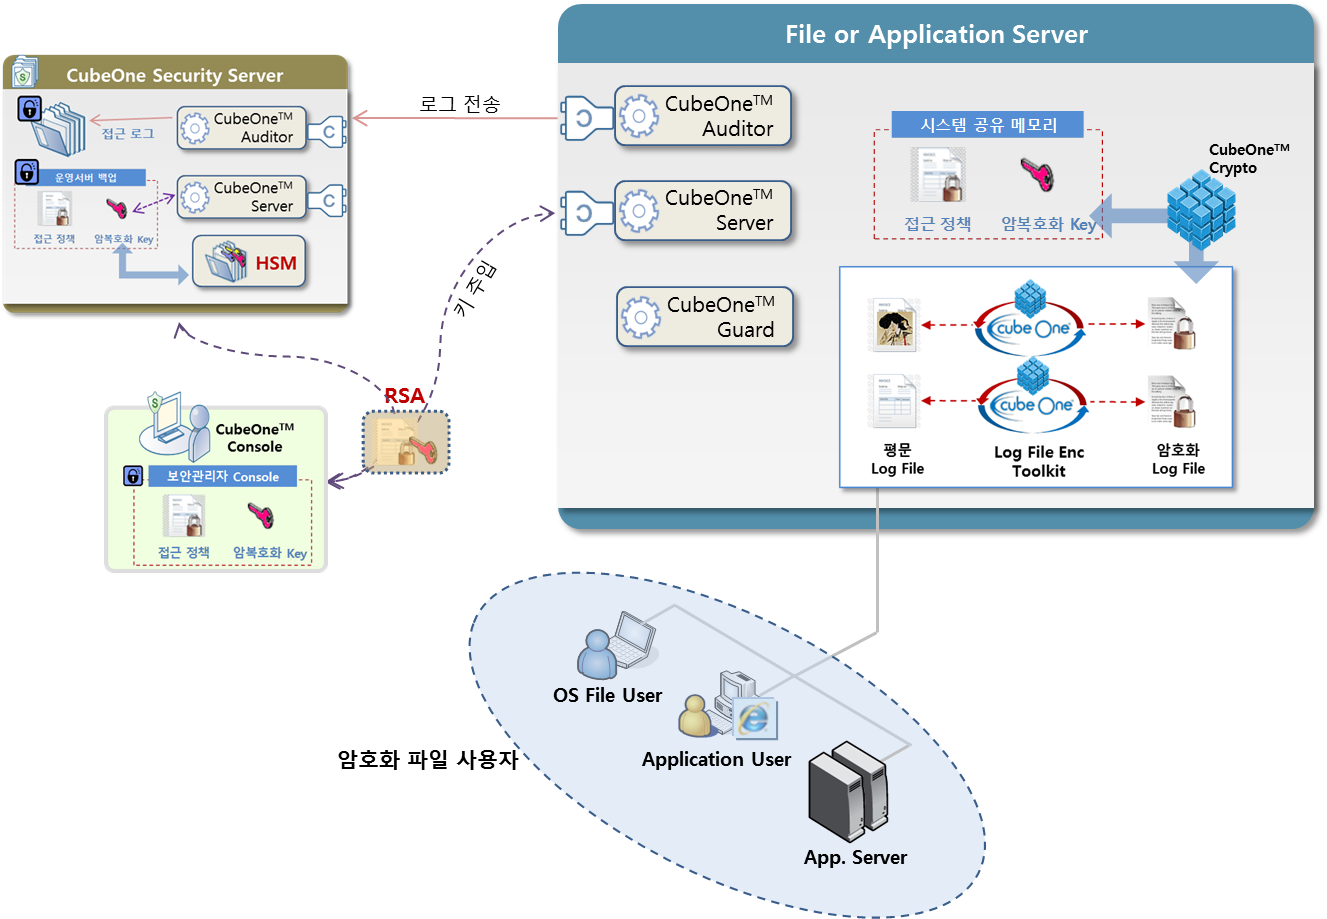 File or Application Server
CubeOne Security Server
접근 로그
CubeOne™
Auditor
C
운영서버 백업
접근 정책
암복호화 Key
CubeOne™
Server
C
HSM
로그 전송
키 주입
RSA
CubeOne™
Console
보안관리자 Console
접근 정책
암복호화 Key
CubeOne™
Auditor
CubeOne™
Server
CubeOne™
Guard
시스템 공유 메모리
접근 정책
암복호화 Key
CubeOne™
Crypto
cube One
cube One
평문
Log File
Log File Enc
Toolkit
암호화
Log File
OS File User
Application User
App. Server
암호화 파일 사용자